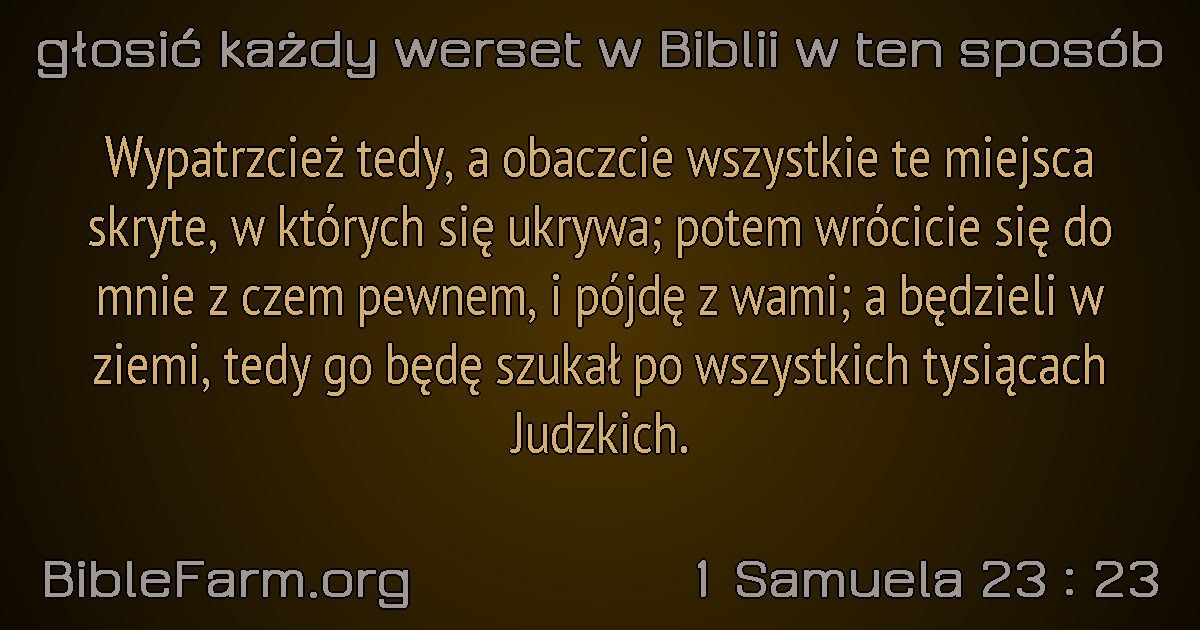 głosić każdy werset w Biblii w ten sposób
Wypatrzcież tedy, a obaczcie wszystkie te miejsca
skryte, w których się ukrywa; potem wrócicie się do
mnie z czem pewnem, i pójdę z wami; a będzieli w
ziemi, tedy go będę szukał po wszystkich tysiącach
Judzkich.
BibleFarm.org
1 Samuela 23 : 23